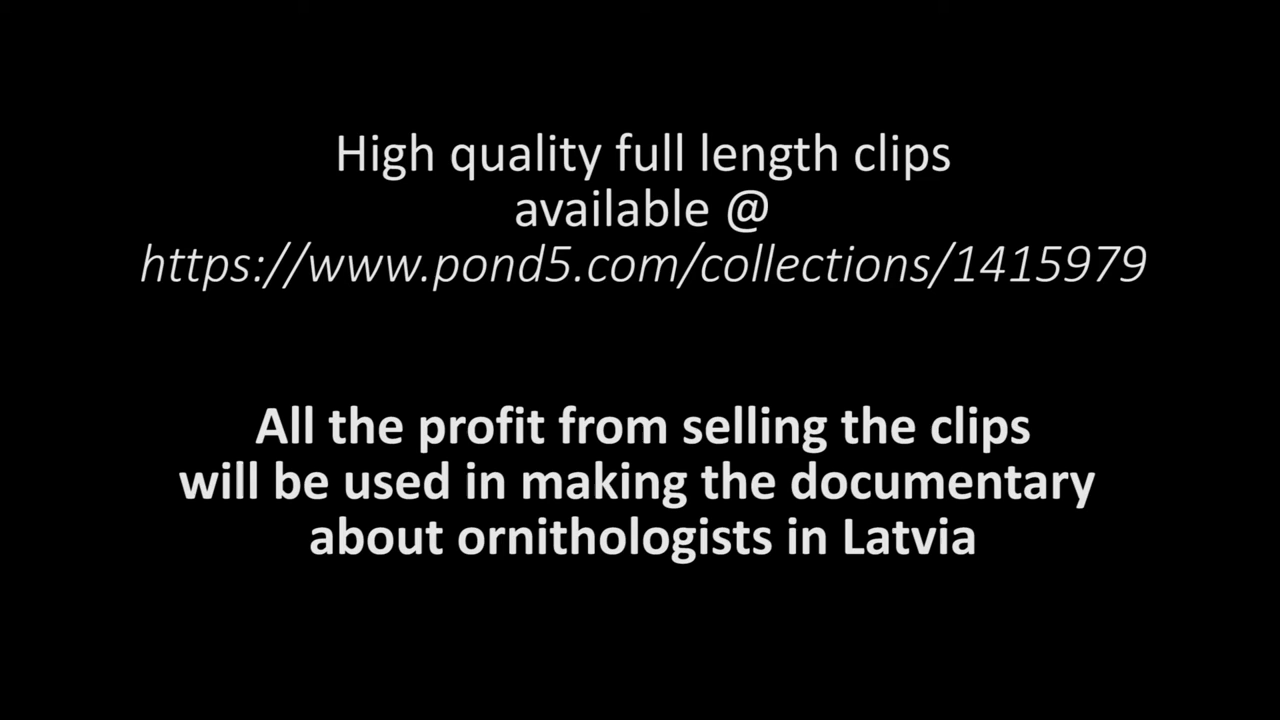 High quality full length clips
available @
https://www.pond5.com/collections/1415979
All the profit from selling the clips
will be used in making the documentary
about ornithologists in Latvia